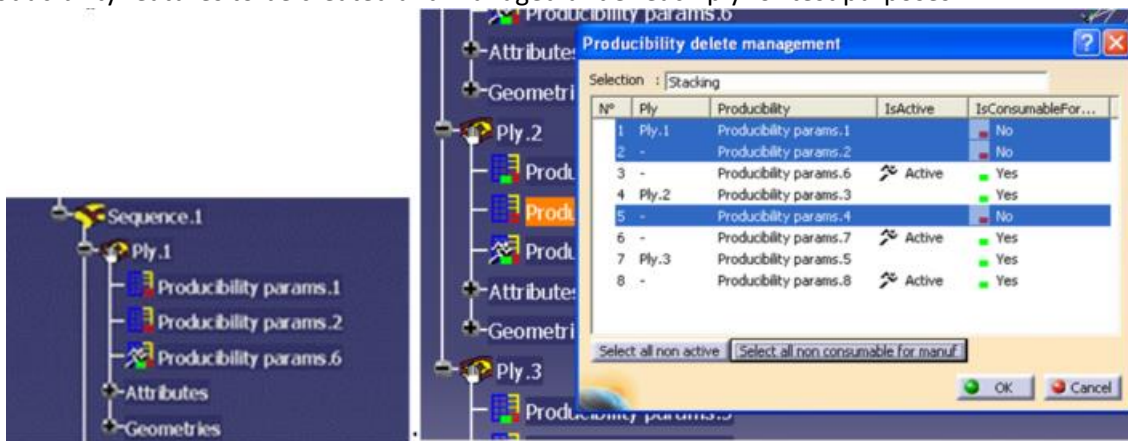 Producibility params.6
Attributes
Geometri
Ply.2
Produ
Produ
Produ
Attributes
Geometri
Ply.3
Producibility params.5
Sequence.1
Ply.1
Producibility params.1
Producibility params.2
Producibility params.6
Attributes
Geometries
.
Producibility delete management
Selection : Stacking
N° Ply Producibility IsActive IsConsumableFor...
1 Ply.1 Producibility params.1 No
2 - Producibility params.2 No
3 - Producibility params.6 Active Yes
4 Ply.2 Producibility params.3 Yes
5 - Producibility params.4 No
6 - Producibility params.7 Active Yes
7 Ply.3 Producibility params.5 Yes
8 - Producibility params.8 Active Yes
Select all non active Select all non consumable for manuf
OK Cancel